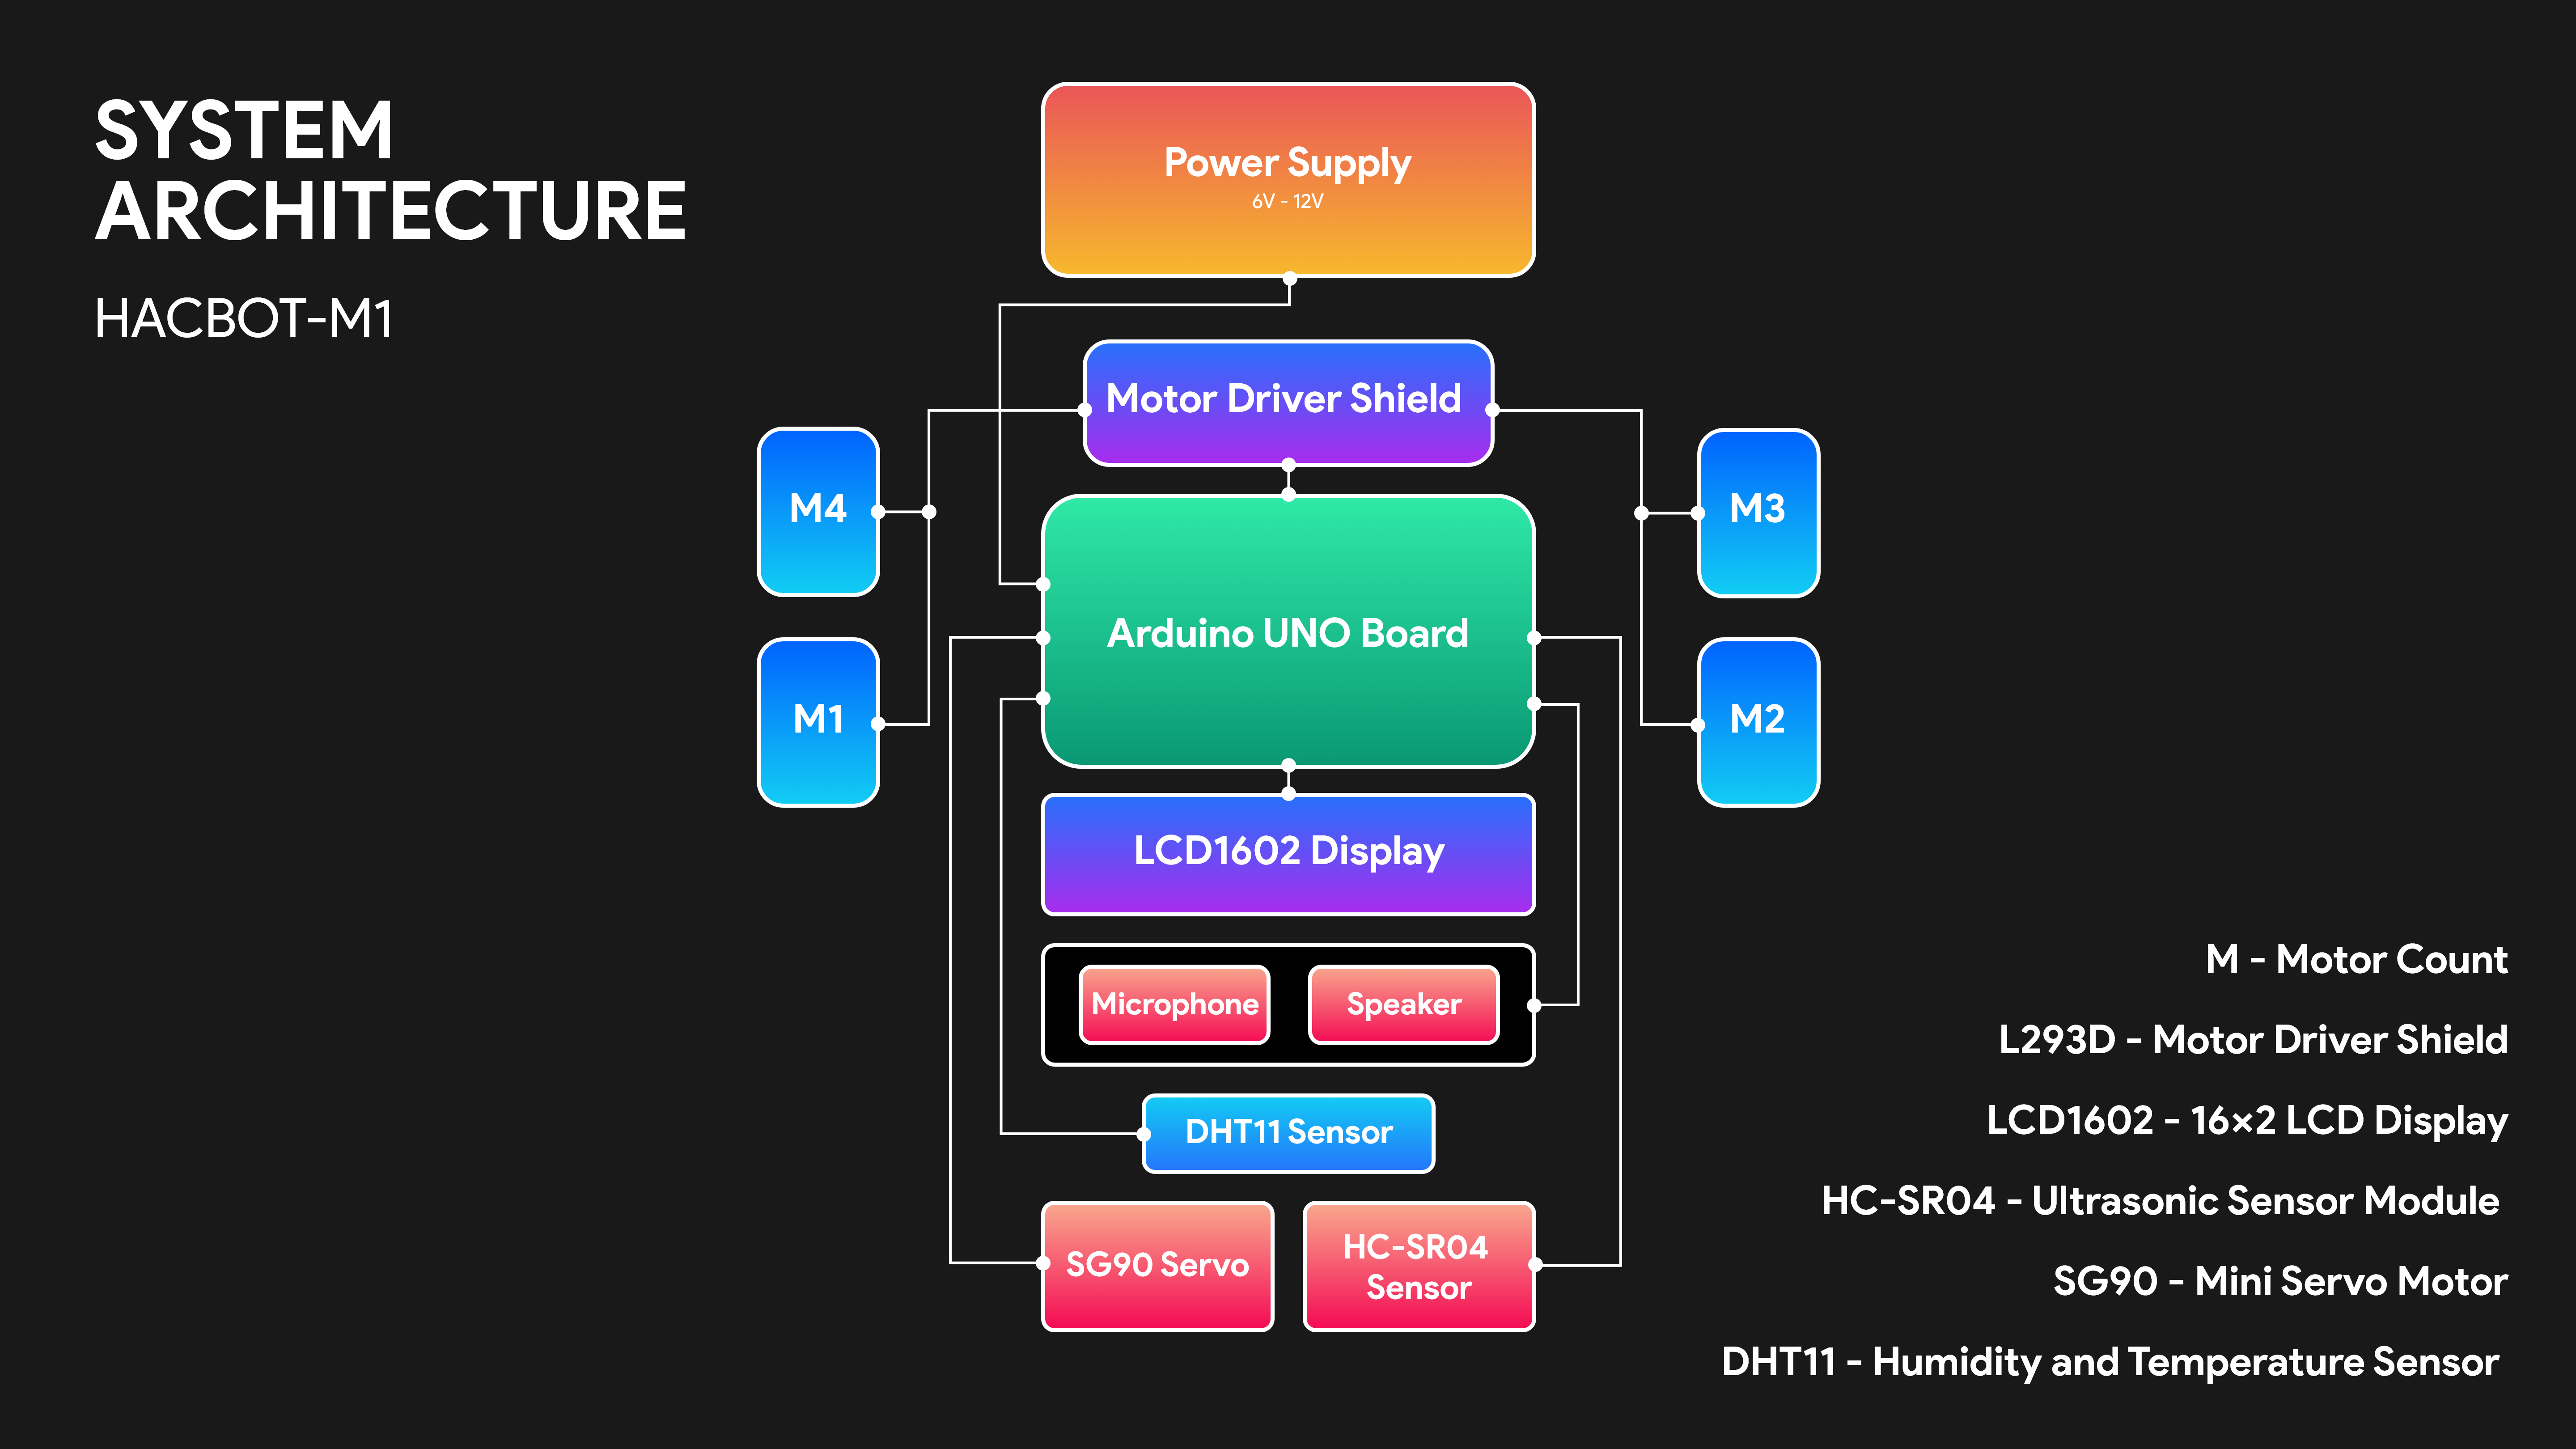 SYSTEM
ARCHITECTURE
HACBOT-M1
Power Supply
6V - 12V
Motor Driver Shield
M4
M3
Arduino UNO Board
M1
M2
LCD1602 Display
Microphone
Speaker
DHT11 Sensor
SG90 Servo
HC-SR04
Sensor
M - Motor Count
L293D - Motor Driver Shield
LCD1602 - 16×2 LCD Display
HC-SR04 - Ultrasonic Sensor Module
SG90 - Mini Servo Motor
DHT11 - Humidity and Temperature Sensor